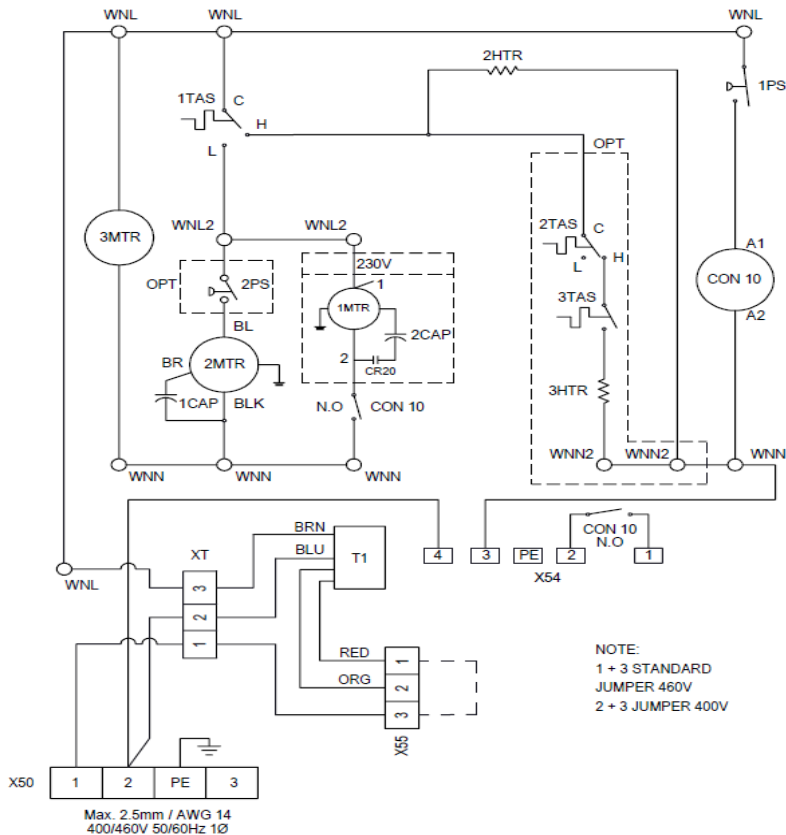 WNL WNL WNL
2HTR
1PS
1TAS C
H
L
OPT
WNL2 WNL2
2TAS C
L H
3MTR
230V
A1
CON 10
A2
OPT 2PS
1
1MTR
3TAS
BL
2CAP
BR 2MTR
2
CR20
1CAP BLK
N.O CON 10
3HTR
WNN WNN WNN
WNN2 WNN2 WNN
BRN
BLU
T1
XT
4 3 PE 2 1
CON 10
N.O
X54
WNL
3
2
1
RED
ORG
1
2
3
X55
NOTE:
1 + 3 STANDARD
JUMPER 460V
2 + 3 JUMPER 400V
X50 1 2 PE 3
Max. 2.5mm / AWG 14
400/460V 50/60Hz 1Ø